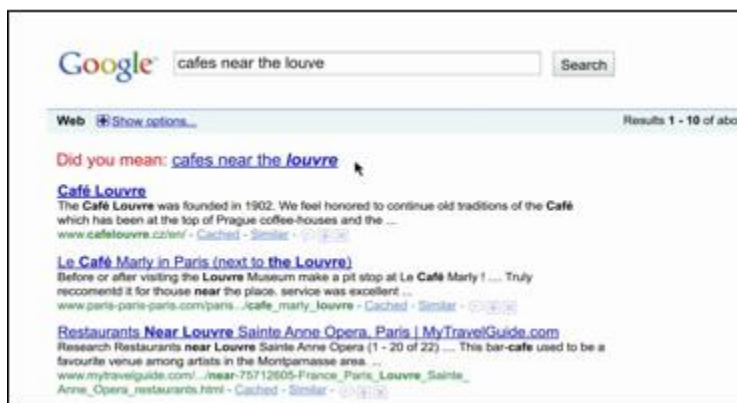 Google
cafes near the louve
Search
Web Show options...
Results 1 - 10 of abo
Did you mean: cafes near the louvre
Café Louvre
The Café Louvre was founded in 1902. We feel honored to continue old traditions of the Café
which has been at the top of Prague coffee-houses and the ...
www.cafelouvre.cz/en/ - Cached - Similar -
Le Café Marly in Paris (next to the Louvre)
Before or after visiting the Louvre Museum make a pit stop at Le Café Marly ! .... Truly
reccomentd it for thouse near the place. service was excellent ...
www.paris-paris-paris.com/paris.../cafe_marly_louvre - Cached - Similar -
Restaurants Near Louvre Sainte Anne Opera, Paris | MyTravelGuide.com
Research Restaurants near Louvre Sainte Anne Opera (1 - 20 of 22) .... This bar-cafe used to be a
favourite venue among artists in the Montparnasse area. ...
www.mytravelguide.com/.../near-75712605-France_Paris_Louvre_Sainte_
Anne_Opera_restaurants.html - Cached - Similar -